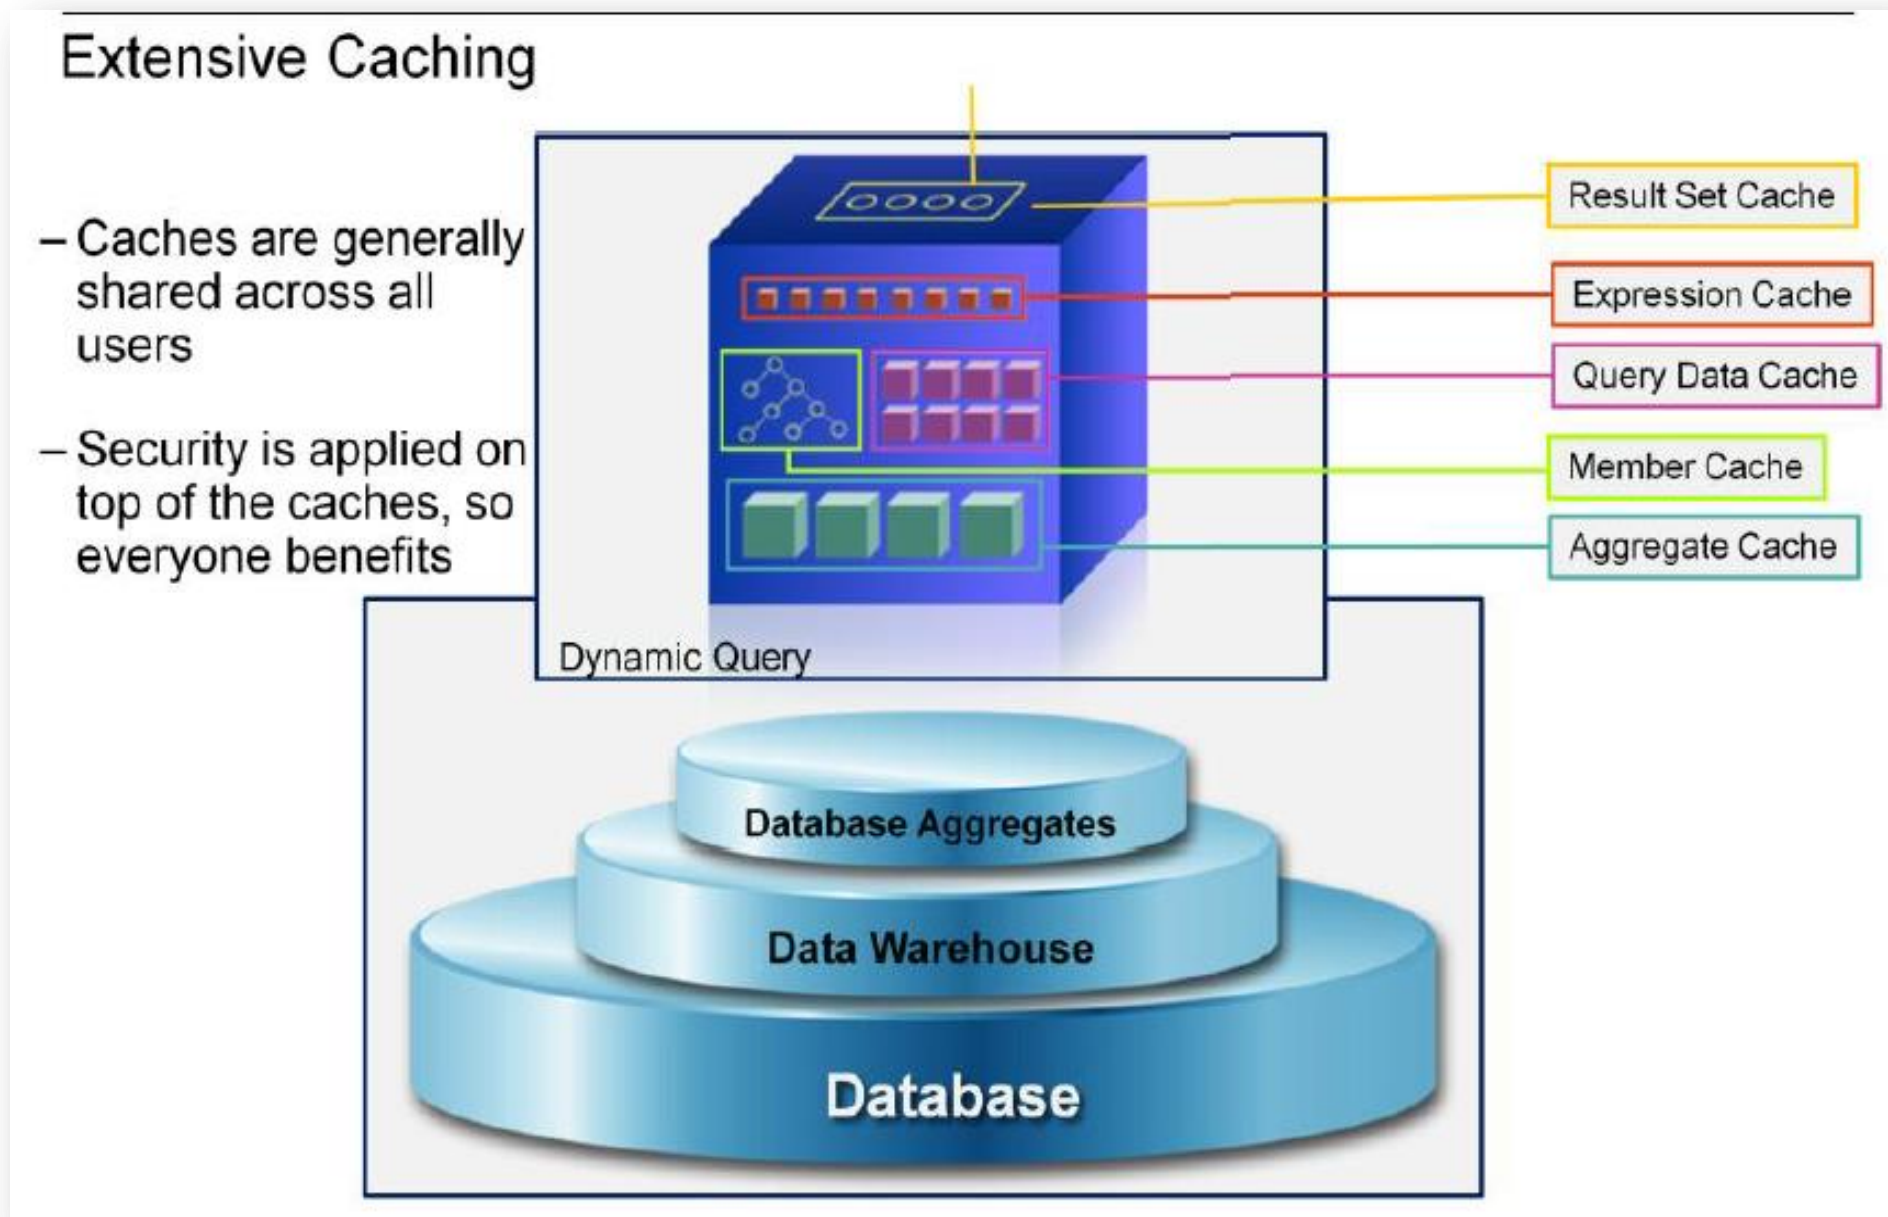 Extensive Caching
– Caches are generally
shared across all
users
– Security is applied on
top of the caches, so
everyone benefits
Result Set Cache
Expression Cache
Query Data Cache
Member Cache
Aggregate Cache
Dynamic Query
Database Aggregates
Data Warehouse
Database